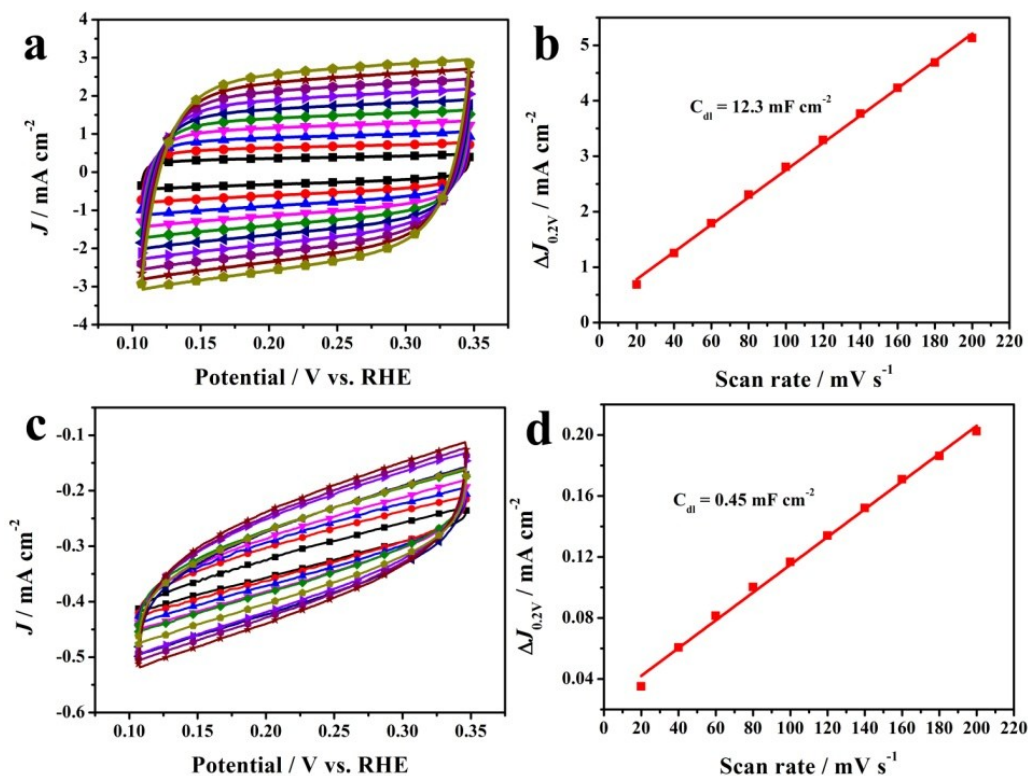 a
4
3
2
1
0
-1
-2
-3
-4
J / mA cm⁻²
0.10 0.15 0.20 0.25 0.30 0.35
Potential / V vs. RHE
b
5
4
3
2
1
0
ΔJ₀.₂V / mA cm⁻²
C_dl = 12.3 mF cm⁻²
0 20 40 60 80 100 120 140 160 180 200 220
Scan rate / mV s⁻¹
c
-0.1
-0.2
-0.3
-0.4
-0.5
-0.6
J / mA cm⁻²
0.10 0.15 0.20 0.25 0.30 0.35
Potential / V vs. RHE
d
0.20
0.16
0.12
0.08
0.04
ΔJ₀.₂V / mA cm⁻²
C_dl = 0.45 mF cm⁻²
0 20 40 60 80 100 120 140 160 180 200 220
Scan rate / mV s⁻¹